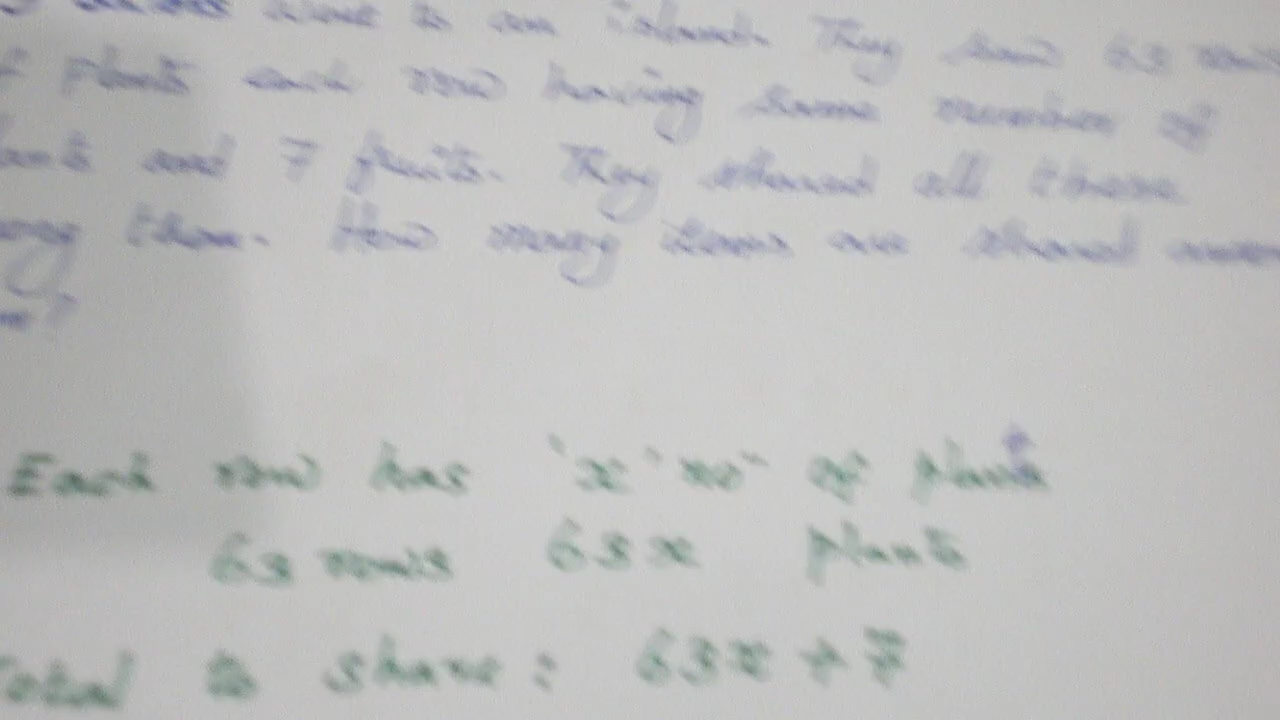 went to an island. They saw 63 rows
plants each row having same number of
and 7 fruits. They shared all these
them. How many items are shared

Each row has 'x' no of plants
63 rows 63x plants
Total to share: 63x + 7